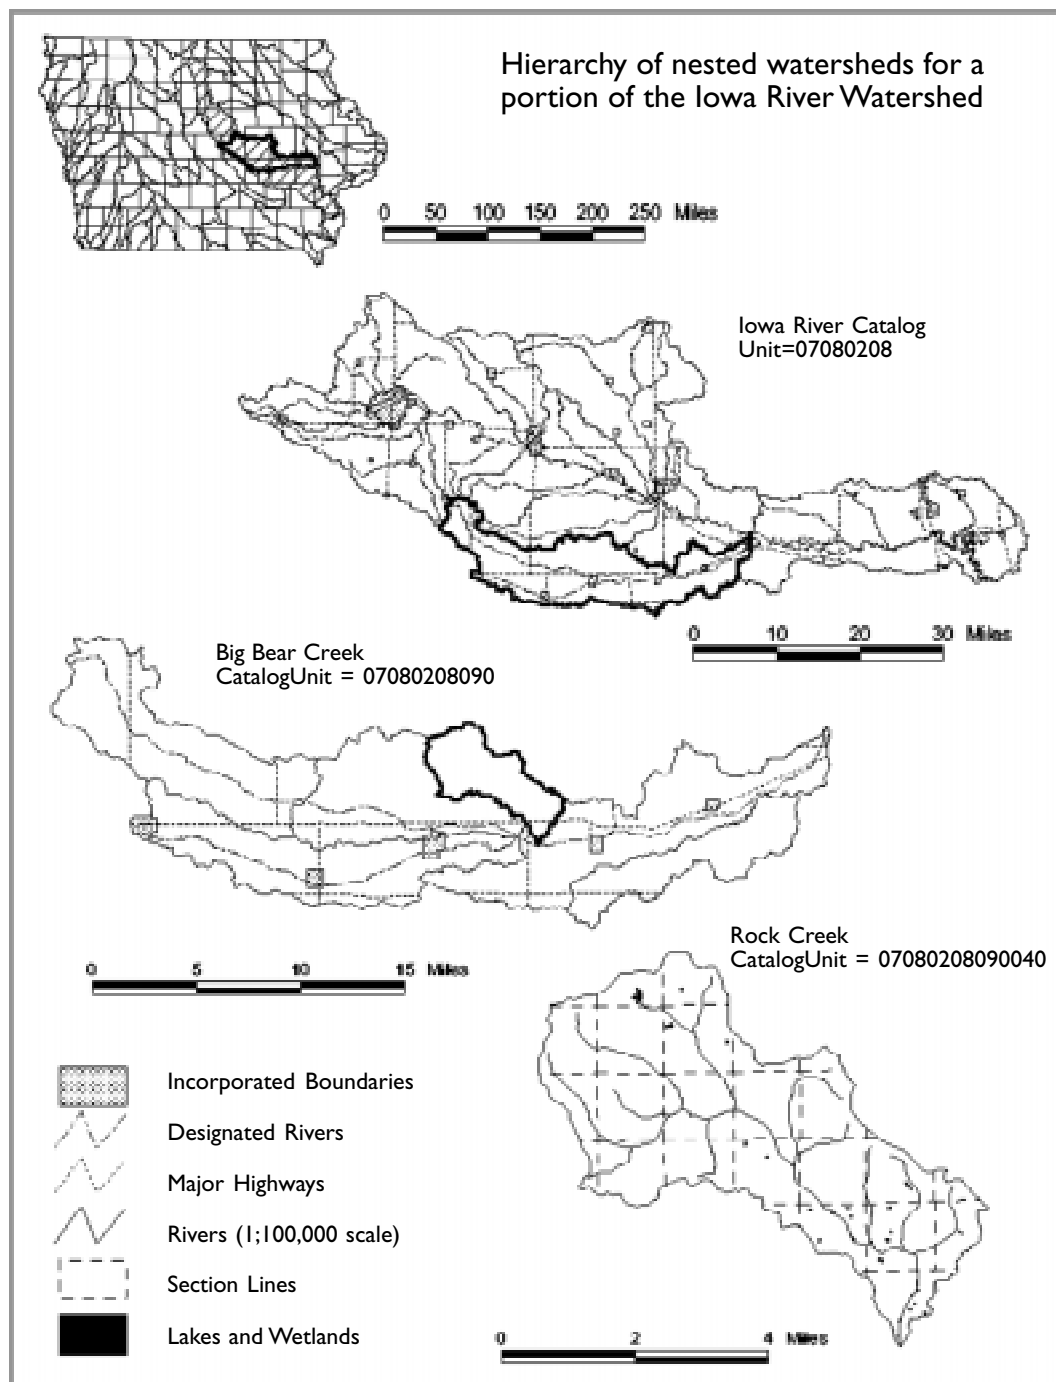 Hierarchy of nested watersheds for a
portion of the Iowa River Watershed
0 50 100 150 200 250 Miles
Iowa River Catalog
Unit=07080208
0 10 20 30 Miles
Big Bear Creek
CatalogUnit = 07080208090
0 5 10 15 Miles
Rock Creek
CatalogUnit = 07080208090040
Incorporated Boundaries
Designated Rivers
Major Highways
Rivers (1;100,000 scale)
Section Lines
Lakes and Wetlands
0 2 4 Miles